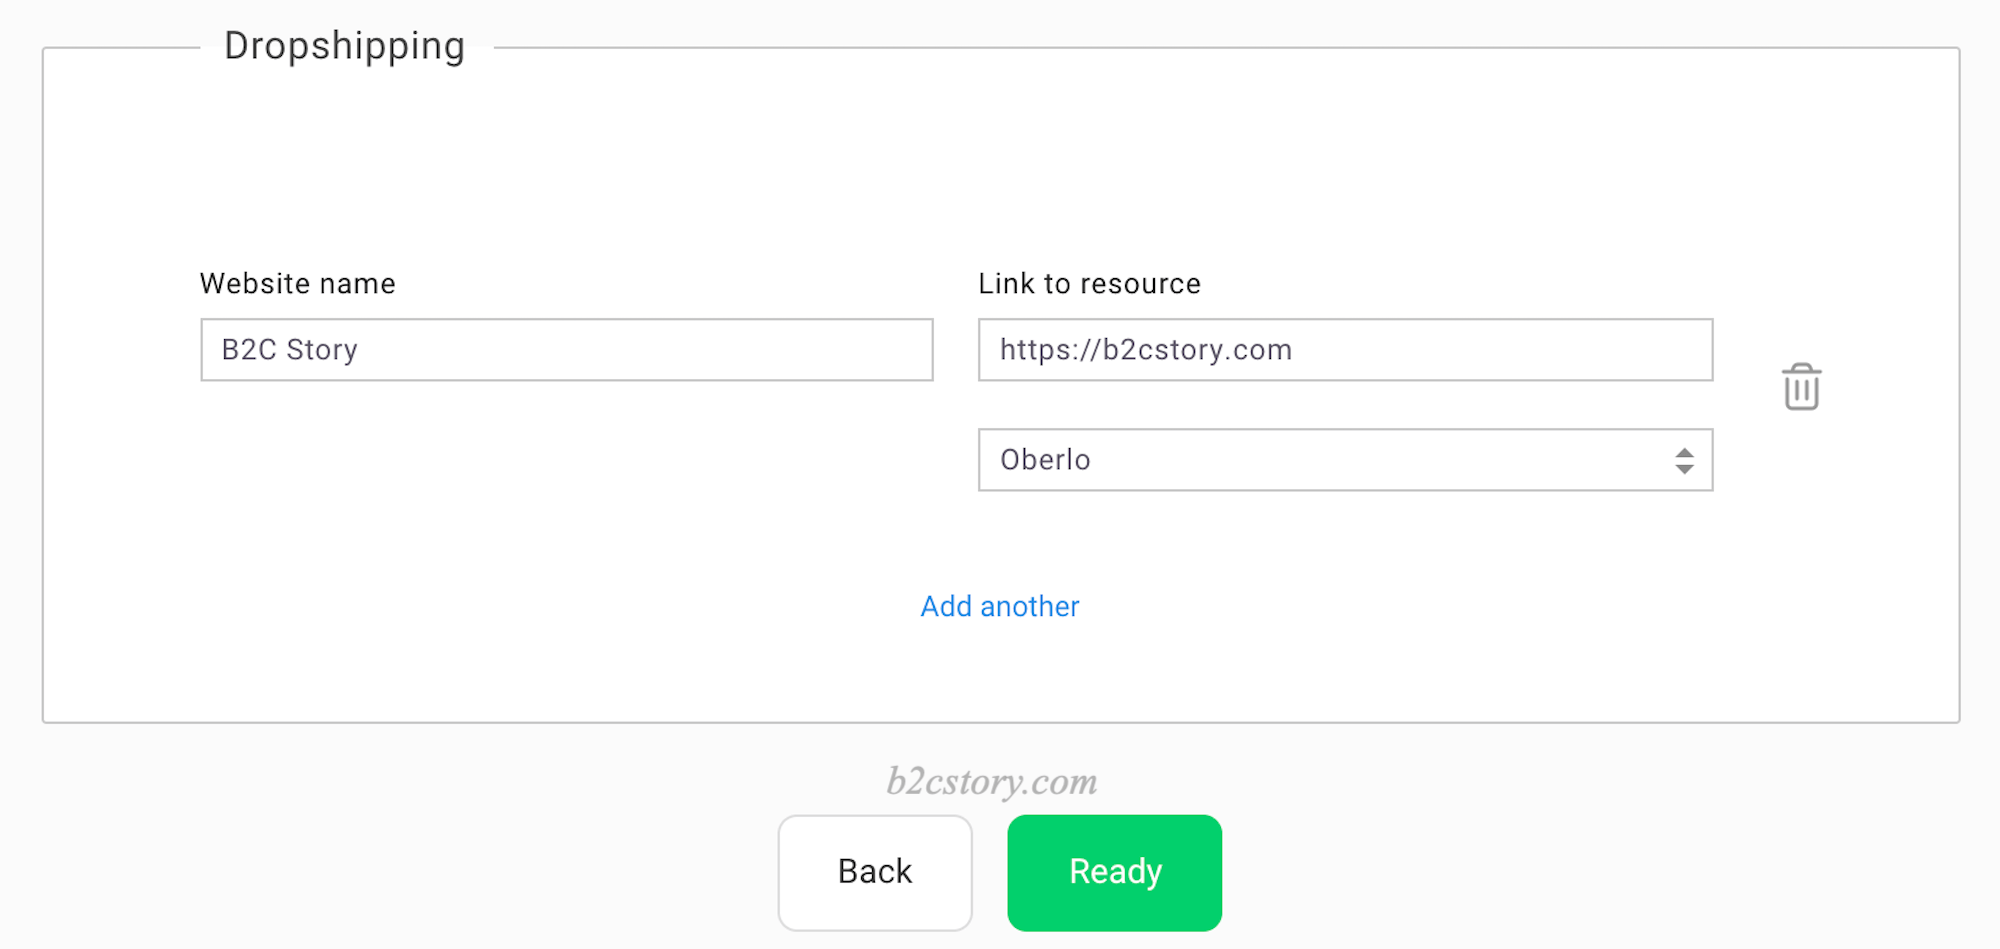 Dropshipping
Website name
B2C Story
Link to resource
https://b2cstory.com
Oberlo
Add another
b2cstory.com
Back
Ready